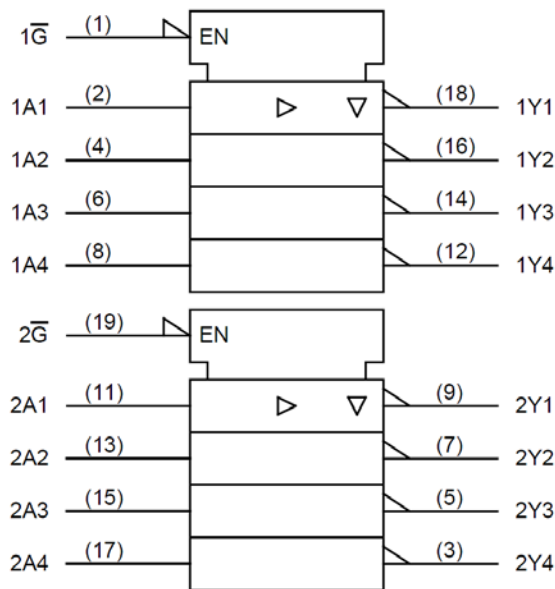 1G̅ (1) EN
1A1 (2) (18) 1Y1
1A2 (4) (16) 1Y2
1A3 (6) (14) 1Y3
1A4 (8) (12) 1Y4
2G̅ (19) EN
2A1 (11) (9) 2Y1
2A2 (13) (7) 2Y2
2A3 (15) (5) 2Y3
2A4 (17) (3) 2Y4